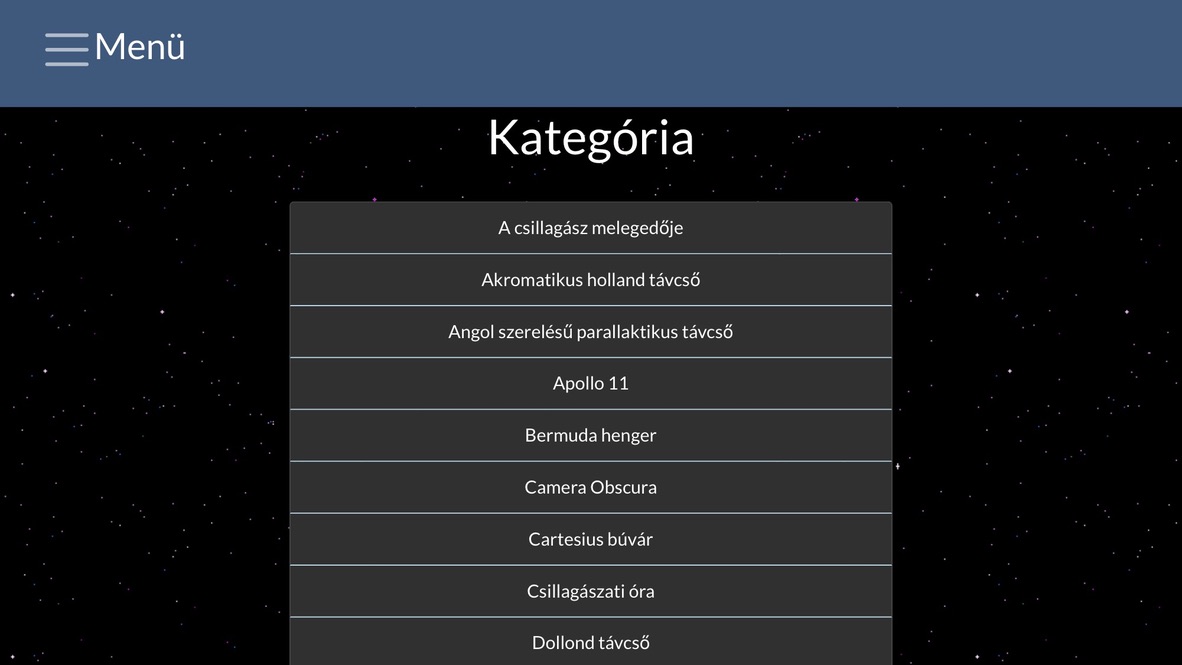 Menü
Kategória
A csillagász melegedője
Akromatikus holland távcső
Angol szerelésű parallaktikus távcső
Apollo 11
Bermuda henger
Camera Obscura
Cartesius búvár
Csillagászati óra
Dollond távcső